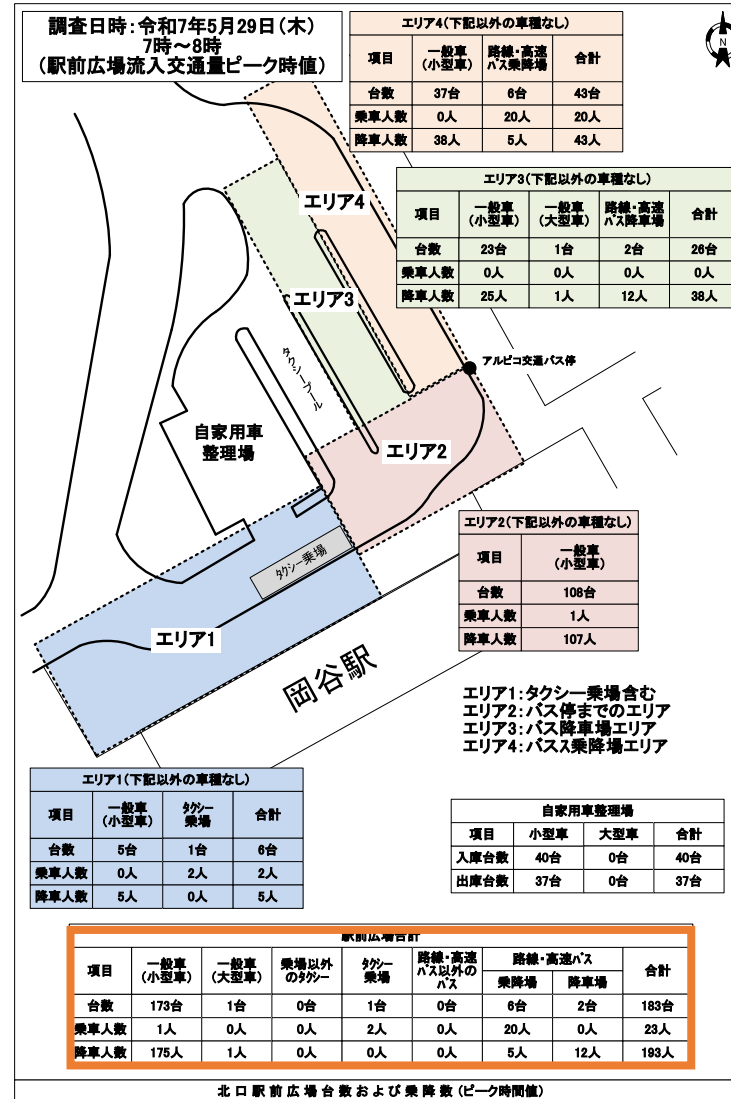 調査日時:令和7年5月29日(木)
7時～8時
(駅前広場流入交通量ピーク時値)
エリア4(下記以外の車種なし)
項目 一般車(小型車) 路線・高速バス乗降場 合計
台数 37台 6台 43台
乗車人数 0人 20人 20人
降車人数 38人 5人 43人
N
エリア3(下記以外の車種なし)
項目 一般車(小型車) 一般車(大型車) 路線・高速バス降車場 合計
台数 23台 1台 2台 26台
乗車人数 0人 0人 0人 0人
降車人数 25人 1人 12人 38人
エリア4
エリア3
タクシープール
アルピコ交通バス停
自家用車
整理場
エリア2
タクシー乗場
エリア1
岡谷駅
エリア2(下記以外の車種なし)
項目 一般車(小型車)
台数 108台
乗車人数 1人
降車人数 107人
エリア1:タクシー乗場含む
エリア2:バス停までのエリア
エリア3:バス降車場エリア
エリア4:バスス乗降場エリア
エリア1(下記以外の車種なし)
項目 一般車(小型車) タクシー乗場 合計
台数 5台 1台 6台
乗車人数 0人 2人 2人
降車人数 5人 0人 5人
自家用車整理場
項目 小型車 大型車 合計
入庫台数 40台 0台 40台
出庫台数 37台 0台 37台
駅前広場合計
項目 一般車(小型車) 一般車(大型車) 乗場以外のタクシー タクシー乗場 路線・高速バス以外のバス 路線・高速バス 合計
乗降場 降車場
台数 173台 1台 0台 1台 0台 6台 2台 183台
乗車人数 1人 0人 0人 2人 0人 20人 0人 23人
降車人数 175人 1人 0人 0人 0人 5人 12人 193人
北口駅前広場台数および乗降数(ピーク時間値)